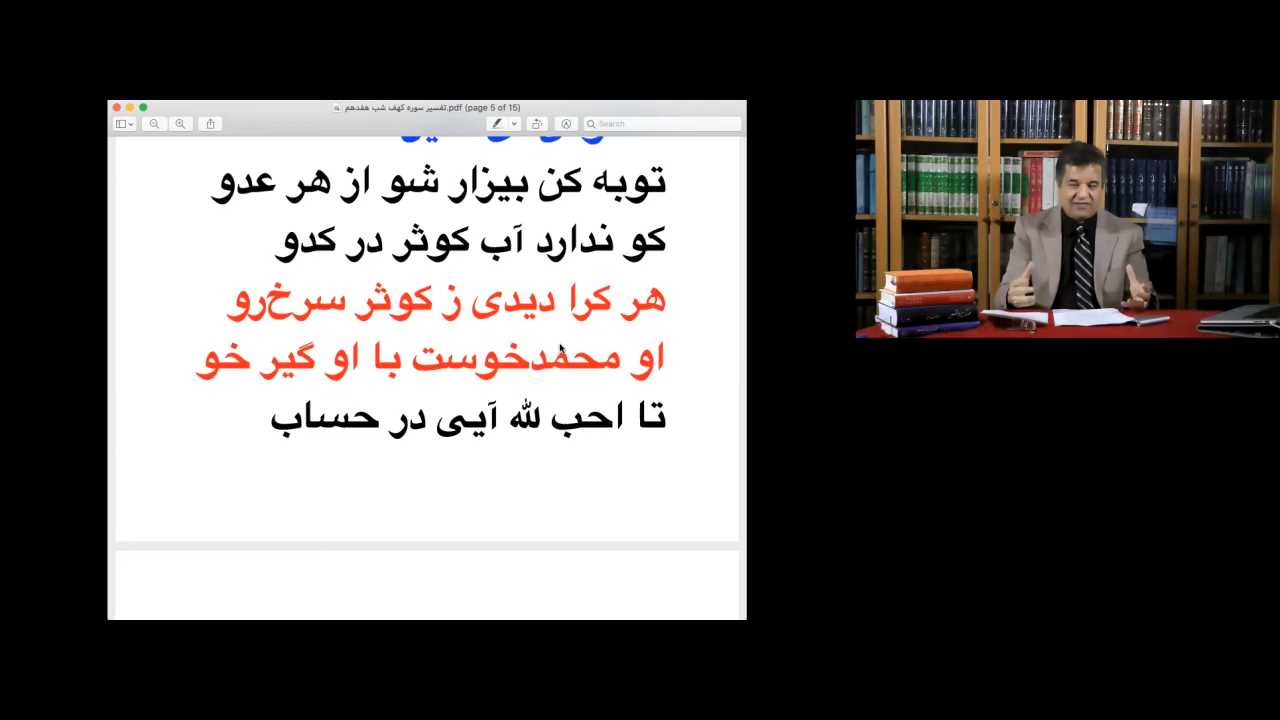 تفسیر سوره کهف شب هفدهم.pdf (page 5 of 15)
Search
توبه کن بیزار شو از هر عدو
کو ندارد آب کوثر در کدو
هر کرا دیدی ز کوثر سرخ‌رو
او محمدخوست با او گیر خو
تا احب لله آیی در حساب